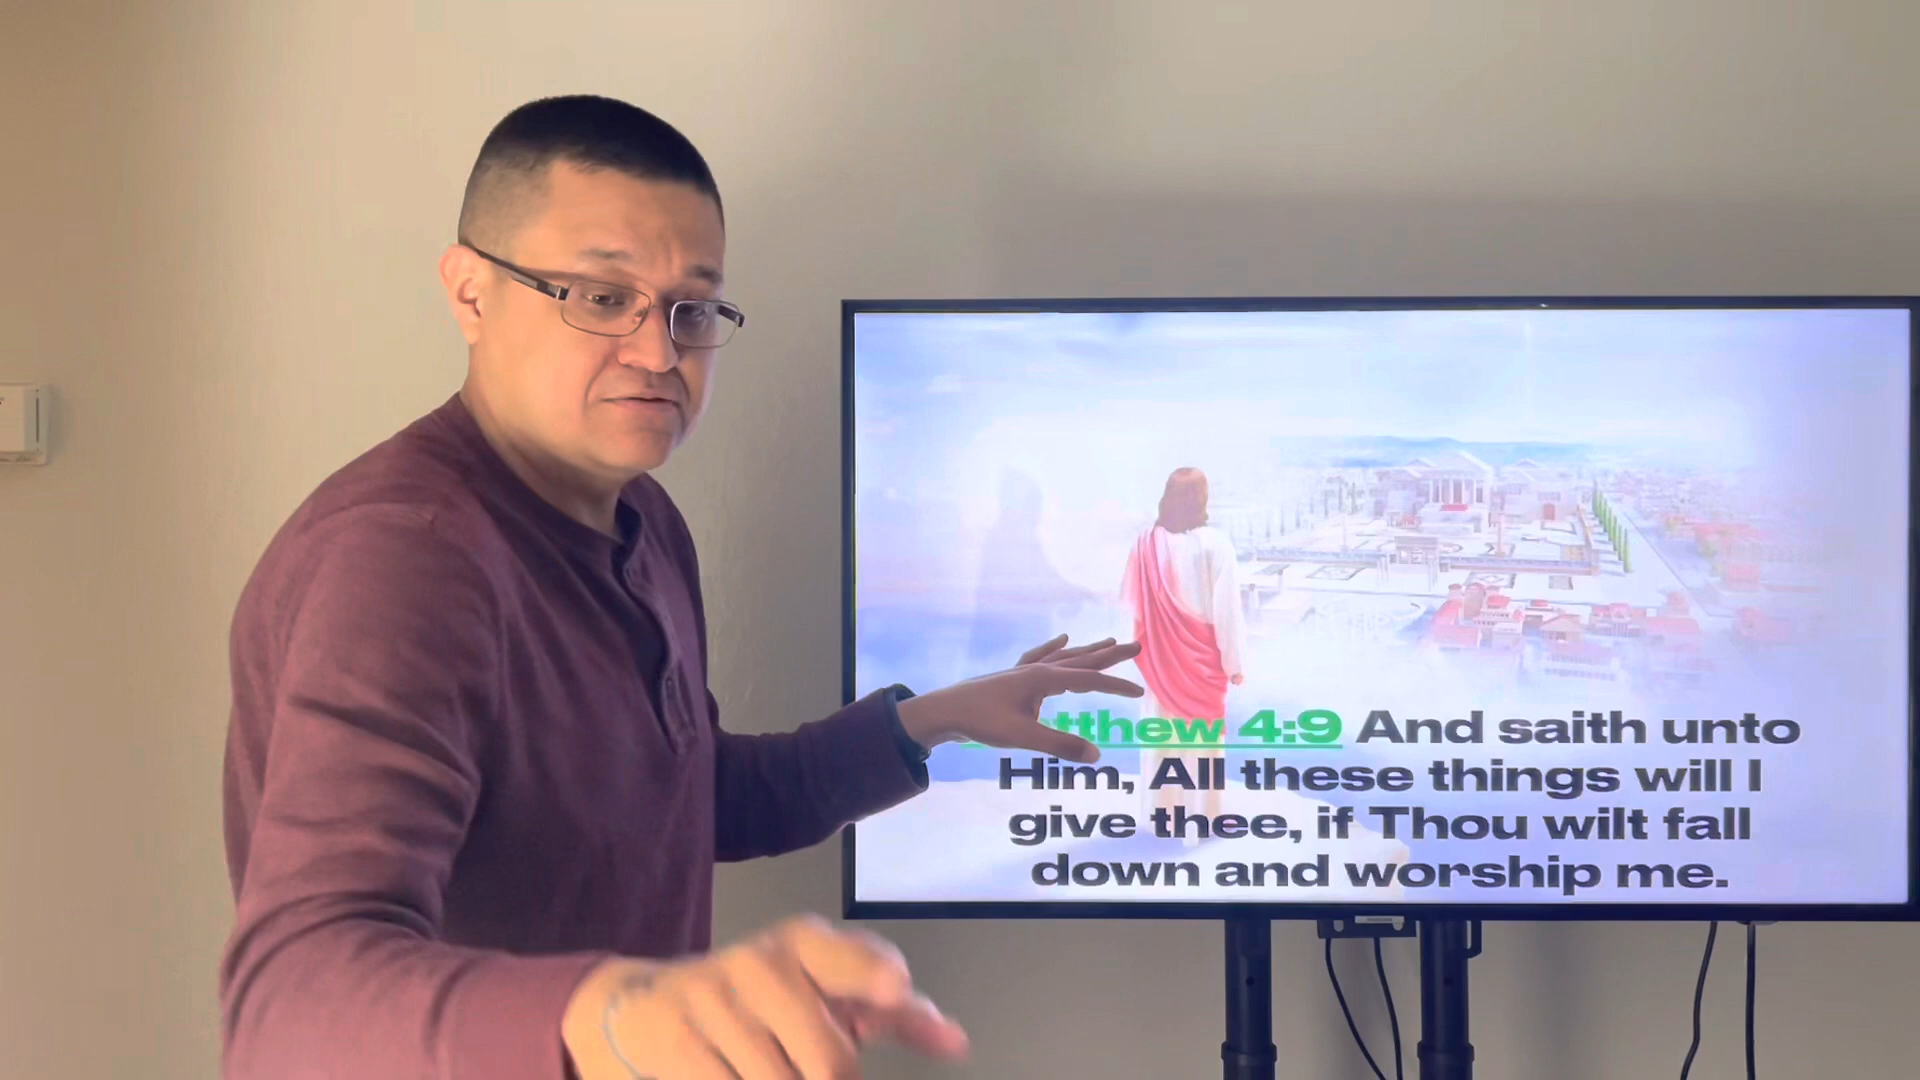 4:9 And saith unto
Him, All these things will I
give thee, if Thou wilt fall
down and worship me.